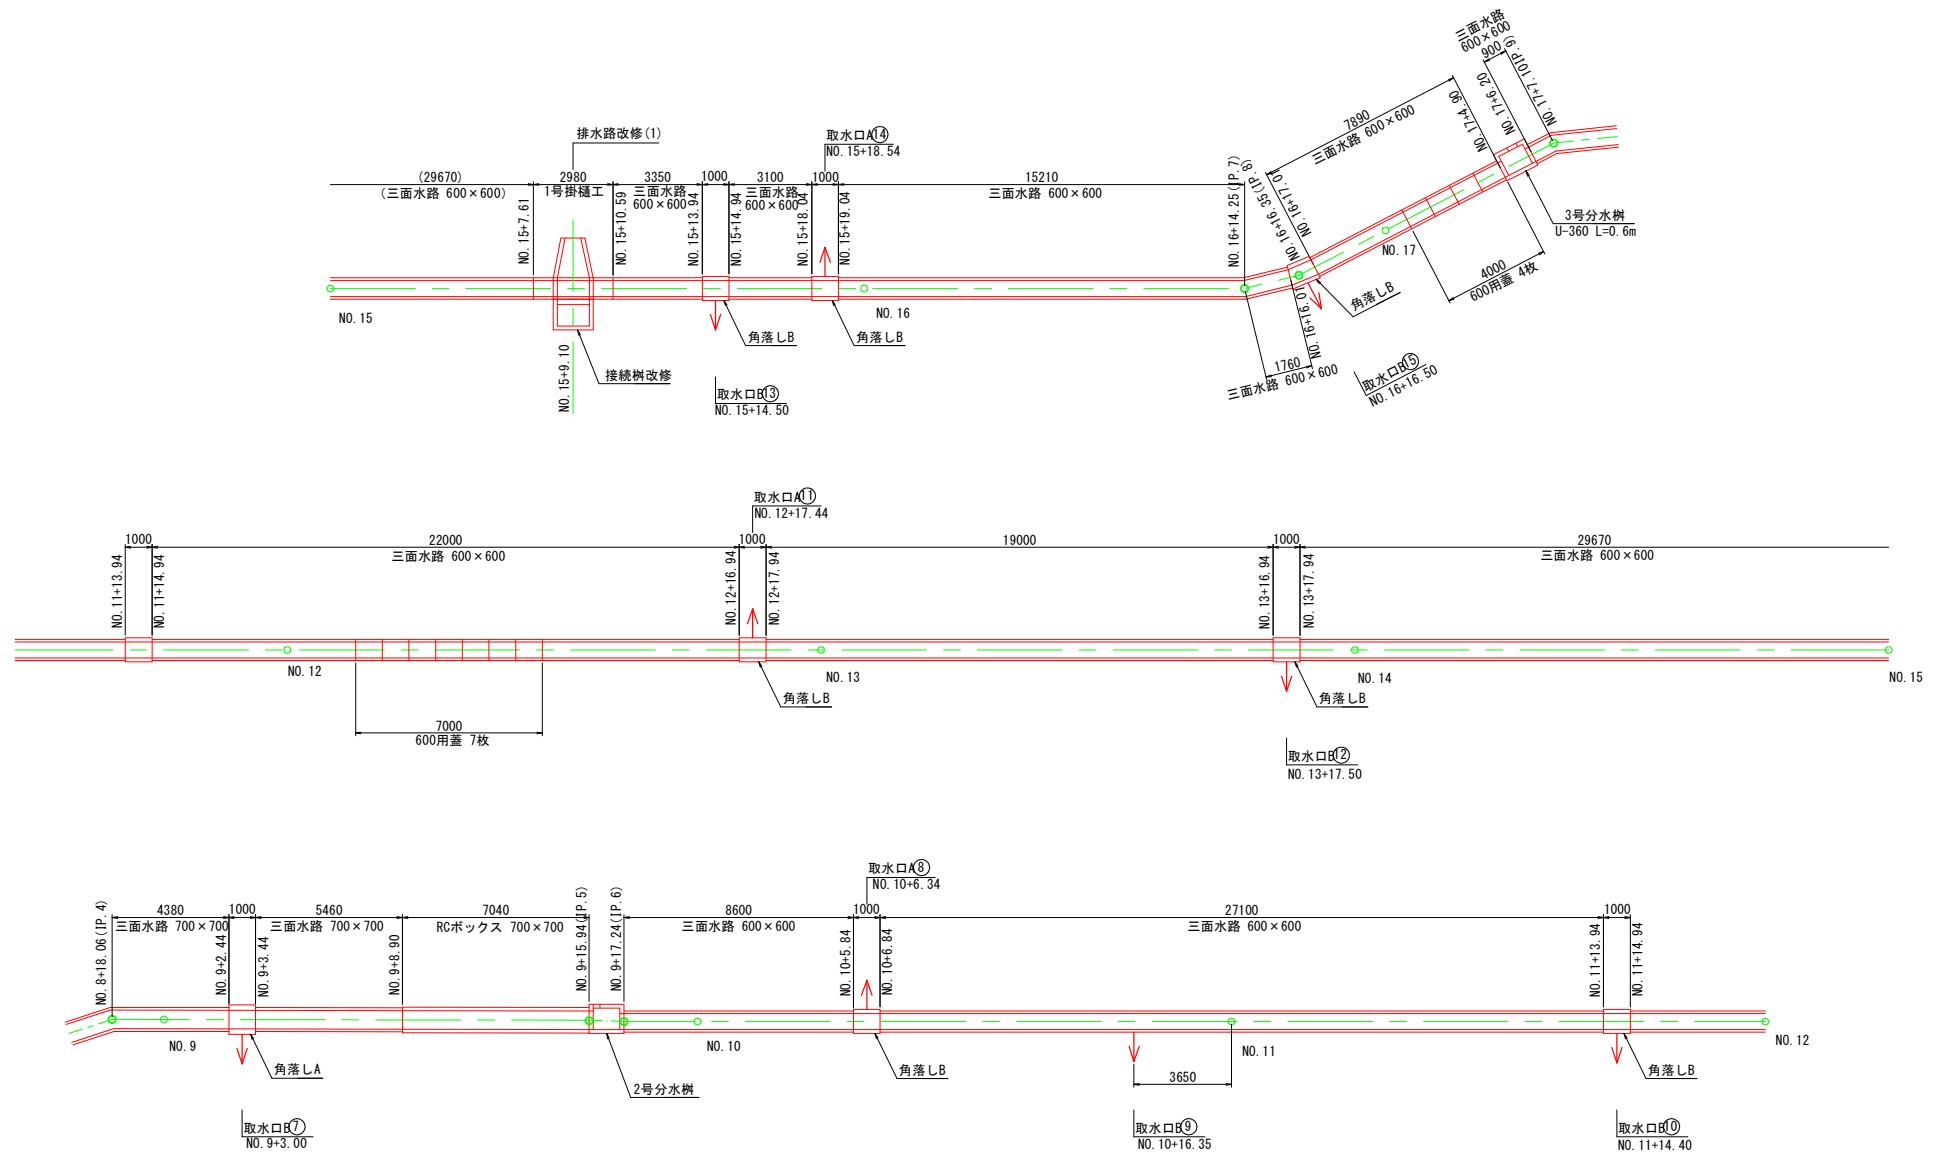 三面水路
600×600
900
NO.17+7.10(IP.9)
NO.17+6.20
NO.17+4.90
7890
三面水路 600×600
排水路改修(1)
取水口A⑭
NO.15+18.54
(29670)
(三面水路 600×600)
2980
1号掛樋工
3350
三面水路
600×600
1000
3100
三面水路
600×600
1000
15210
三面水路 600×600
NO.15+7.61
NO.15+10.59
NO.15+13.94
NO.15+14.94
NO.15+18.04
NO.15+19.04
NO.16+14.25(IP.7)
NO.16+16.35(IP.8)
NO.16+17.01
NO.16+16.01
3号分水桝
U-360 L=0.6m
NO.17
4000
600用蓋 4枚
角落しB
NO.15
NO.16
角落しB
角落しB
接続桝改修
NO.15+9.10
取水口B⑬
NO.15+14.50
1760
三面水路 600×600
取水口B⑮
NO.16+16.50
取水口A⑪
NO.12+17.44
1000
22000
三面水路 600×600
1000
19000
1000
29670
三面水路 600×600
NO.11+13.94
NO.11+14.94
NO.12+16.94
NO.12+17.94
NO.13+16.94
NO.13+17.94
NO.12
NO.13
NO.14
NO.15
角落しB
角落しB
7000
600用蓋 7枚
取水口B⑫
NO.13+17.50
取水口A⑧
NO.10+6.34
4380
三面水路 700×700
1000
5460
三面水路 700×700
7040
RCボックス 700×700
8600
三面水路 600×600
1000
27100
三面水路 600×600
1000
NO.8+18.06(IP.4)
NO.9+2.44
NO.9+3.44
NO.9+8.90
NO.9+15.94(IP.5)
NO.9+17.24(IP.6)
NO.10+5.84
NO.10+6.84
NO.11+13.94
NO.11+14.94
NO.9
NO.10
NO.11
NO.12
角落しA
2号分水桝
角落しB
3650
角落しB
取水口B⑦
NO.9+3.00
取水口B⑨
NO.10+16.35
取水口B⑩
NO.11+14.40